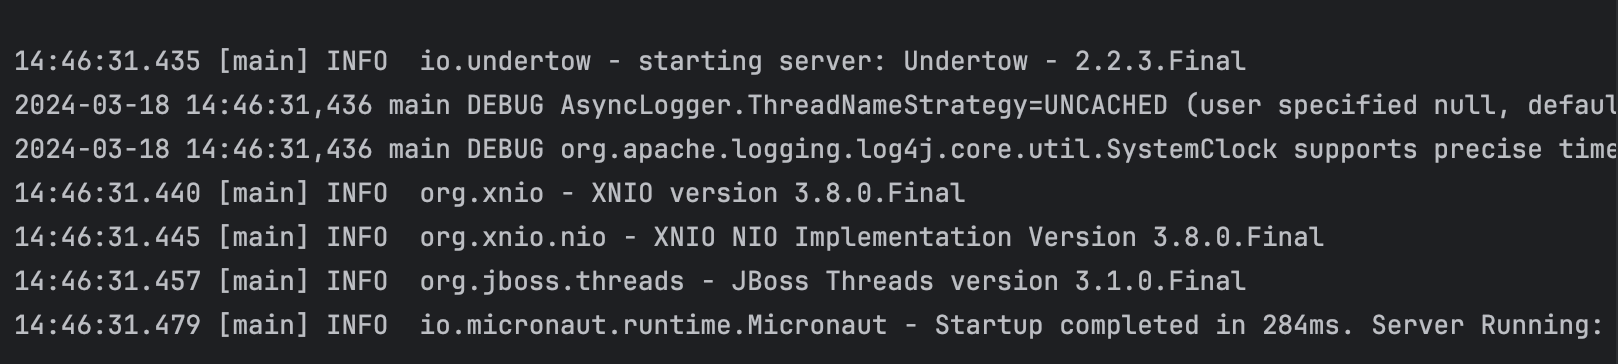 14:46:31.435 [main] INFO  io.undertow - starting server: Undertow - 2.2.3.Final
2024-03-18 14:46:31,436 main DEBUG AsyncLogger.ThreadNameStrategy=UNCACHED (user specified null, defaul
2024-03-18 14:46:31,436 main DEBUG org.apache.logging.log4j.core.util.SystemClock supports precise time
14:46:31.440 [main] INFO  org.xnio - XNIO version 3.8.0.Final
14:46:31.445 [main] INFO  org.xnio.nio - XNIO NIO Implementation Version 3.8.0.Final
14:46:31.457 [main] INFO  org.jboss.threads - JBoss Threads version 3.1.0.Final
14:46:31.479 [main] INFO  io.micronaut.runtime.Micronaut - Startup completed in 284ms. Server Running: